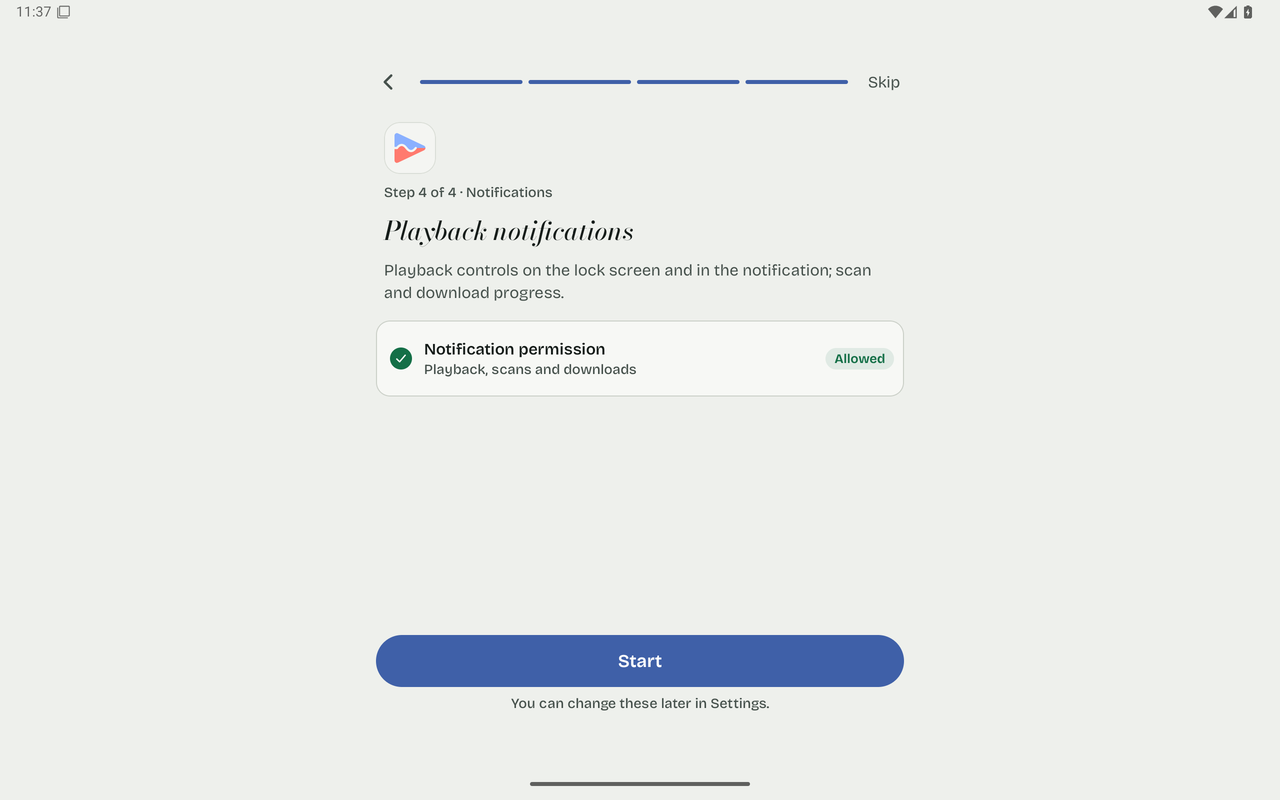 11:37
Skip
Step 4 of 4 · Notifications
Playback notifications
Playback controls on the lock screen and in the notification; scan
and download progress.
Notification permission
Playback, scans and downloads
Allowed
Start
You can change these later in Settings.